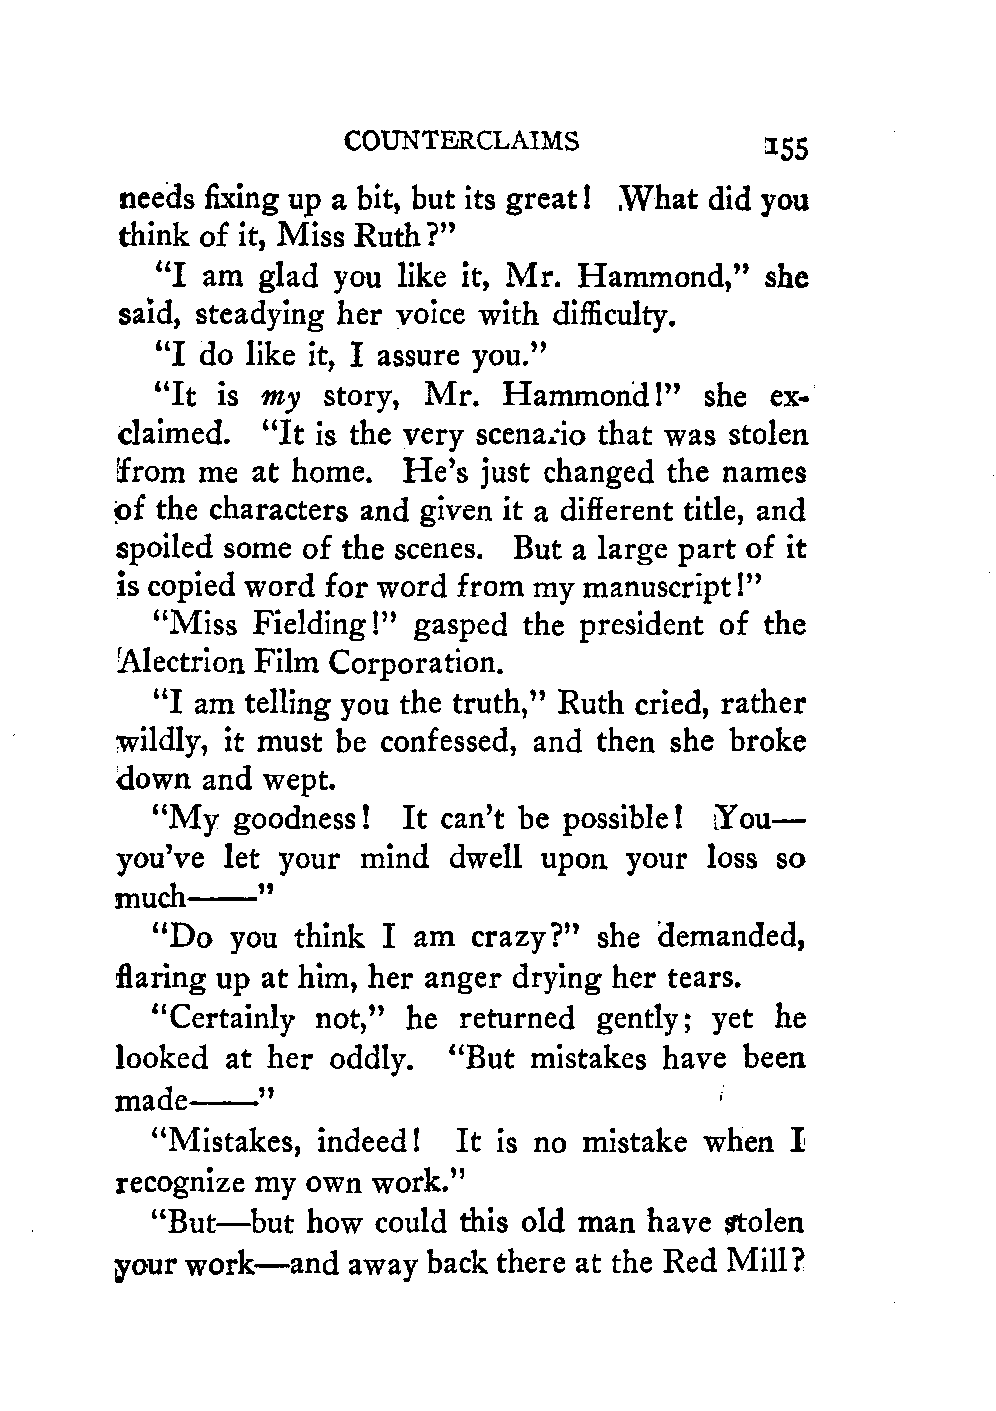 COUNTERCLAIMS 155
needs fixing up a bit, but its great! What did you
think of it, Miss Ruth?"
"I am glad you like it, Mr. Hammond," she
said, steadying her voice with difficulty.
"I do like it, I assure you."
"It is my story, Mr. Hammond!" she ex-
claimed. "It is the very scenario that was stolen
from me at home. He's just changed the names
of the characters and given it a different title, and
spoiled some of the scenes. But a large part of it
is copied word for word from my manuscript!"
"Miss Fielding!" gasped the president of the
Alectrion Film Corporation.
"I am telling you the truth," Ruth cried, rather
wildly, it must be confessed, and then she broke
down and wept.
"My goodness! It can't be possible! You—
you've let your mind dwell upon your loss so
much——"
"Do you think I am crazy?" she demanded,
flaring up at him, her anger drying her tears.
"Certainly not," he returned gently; yet he
looked at her oddly. "But mistakes have been
made——"
"Mistakes, indeed! It is no mistake when I
recognize my own work."
"But—but how could this old man have stolen
your work—and away back there at the Red Mill?